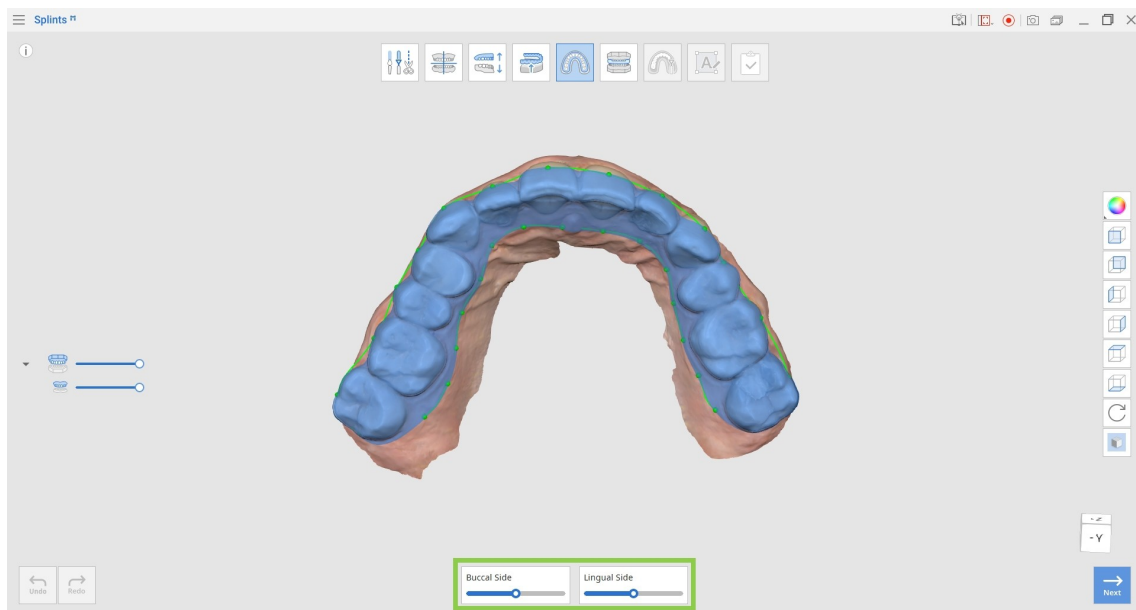 Splints
Buccal Side
Lingual Side
Undo
Redo
Next
- Z
- Y